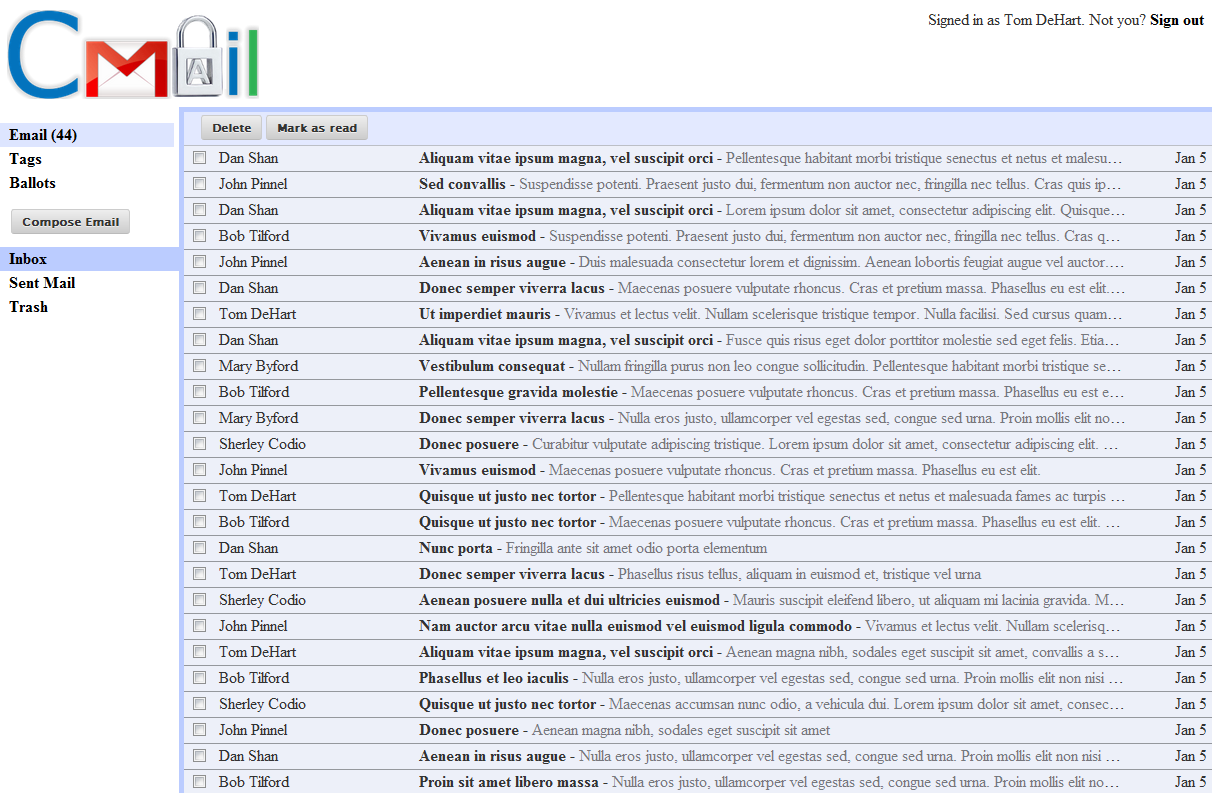 CMAil
Signed in as Tom DeHart. Not you? Sign out
Email (44)
Tags
Ballots
Compose Email
Inbox
Sent Mail
Trash
Delete Mark as read
Dan Shan Aliquam vitae ipsum magna, vel suscipit orci - Pellentesque habitant morbi tristique senectus et netus et malesu… Jan 5
John Pinnel Sed convallis - Suspendisse potenti. Praesent justo dui, fermentum non auctor nec, fringilla nec tellus. Cras quis ip… Jan 5
Dan Shan Aliquam vitae ipsum magna, vel suscipit orci - Lorem ipsum dolor sit amet, consectetur adipiscing elit. Quisque… Jan 5
Bob Tilford Vivamus euismod - Suspendisse potenti. Praesent justo dui, fermentum non auctor nec, fringilla nec tellus. Cras q… Jan 5
John Pinnel Aenean in risus augue - Duis malesuada consectetur lorem et dignissim. Aenean lobortis feugiat augue vel auctor.… Jan 5
Dan Shan Donec semper viverra lacus - Maecenas posuere vulputate rhoncus. Cras et pretium massa. Phasellus eu est elit.… Jan 5
Tom DeHart Ut imperdiet mauris - Vivamus et lectus velit. Nullam scelerisque tristique tempor. Nulla facilisi. Sed cursus quam… Jan 5
Dan Shan Aliquam vitae ipsum magna, vel suscipit orci - Fusce quis risus eget dolor porttitor molestie sed eget felis. Etia… Jan 5
Mary Byford Vestibulum consequat - Nullam fringilla purus non leo congue sollicitudin. Pellentesque habitant morbi tristique se… Jan 5
Bob Tilford Pellentesque gravida molestie - Maecenas posuere vulputate rhoncus. Cras et pretium massa. Phasellus eu est e… Jan 5
Mary Byford Donec semper viverra lacus - Nulla eros justo, ullamcorper vel egestas sed, congue sed urna. Proin mollis elit no… Jan 5
Sherley Codio Donec posuere - Curabitur vulputate adipiscing tristique. Lorem ipsum dolor sit amet, consectetur adipiscing elit. … Jan 5
John Pinnel Vivamus euismod - Maecenas posuere vulputate rhoncus. Cras et pretium massa. Phasellus eu est elit. Jan 5
Tom DeHart Quisque ut justo nec tortor - Pellentesque habitant morbi tristique senectus et netus et malesuada fames ac turpis … Jan 5
Bob Tilford Quisque ut justo nec tortor - Maecenas posuere vulputate rhoncus. Cras et pretium massa. Phasellus eu est elit. … Jan 5
Dan Shan Nunc porta - Fringilla ante sit amet odio porta elementum Jan 5
Tom DeHart Donec semper viverra lacus - Phasellus risus tellus, aliquam in euismod et, tristique vel urna Jan 5
Sherley Codio Aenean posuere nulla et dui ultricies euismod - Mauris suscipit eleifend libero, ut aliquam mi lacinia gravida. M… Jan 5
John Pinnel Nam auctor arcu vitae nulla euismod vel euismod ligula commodo - Vivamus et lectus velit. Nullam scelerisq… Jan 5
Tom DeHart Aliquam vitae ipsum magna, vel suscipit orci - Aenean magna nibh, sodales eget suscipit sit amet, convallis a s… Jan 5
Bob Tilford Phasellus et leo iaculis - Nulla eros justo, ullamcorper vel egestas sed, congue sed urna. Proin mollis elit non nisi … Jan 5
Sherley Codio Quisque ut justo nec tortor - Maecenas accumsan nunc odio, a vehicula dui. Lorem ipsum dolor sit amet, consec… Jan 5
John Pinnel Donec posuere - Aenean magna nibh, sodales eget suscipit sit amet Jan 5
Dan Shan Aenean in risus augue - Nulla eros justo, ullamcorper vel egestas sed, congue sed urna. Proin mollis elit non nisi … Jan 5
Bob Tilford Proin sit amet libero massa - Nulla eros justo, ullamcorper vel egestas sed, congue sed urna. Proin mollis elit no… Jan 5